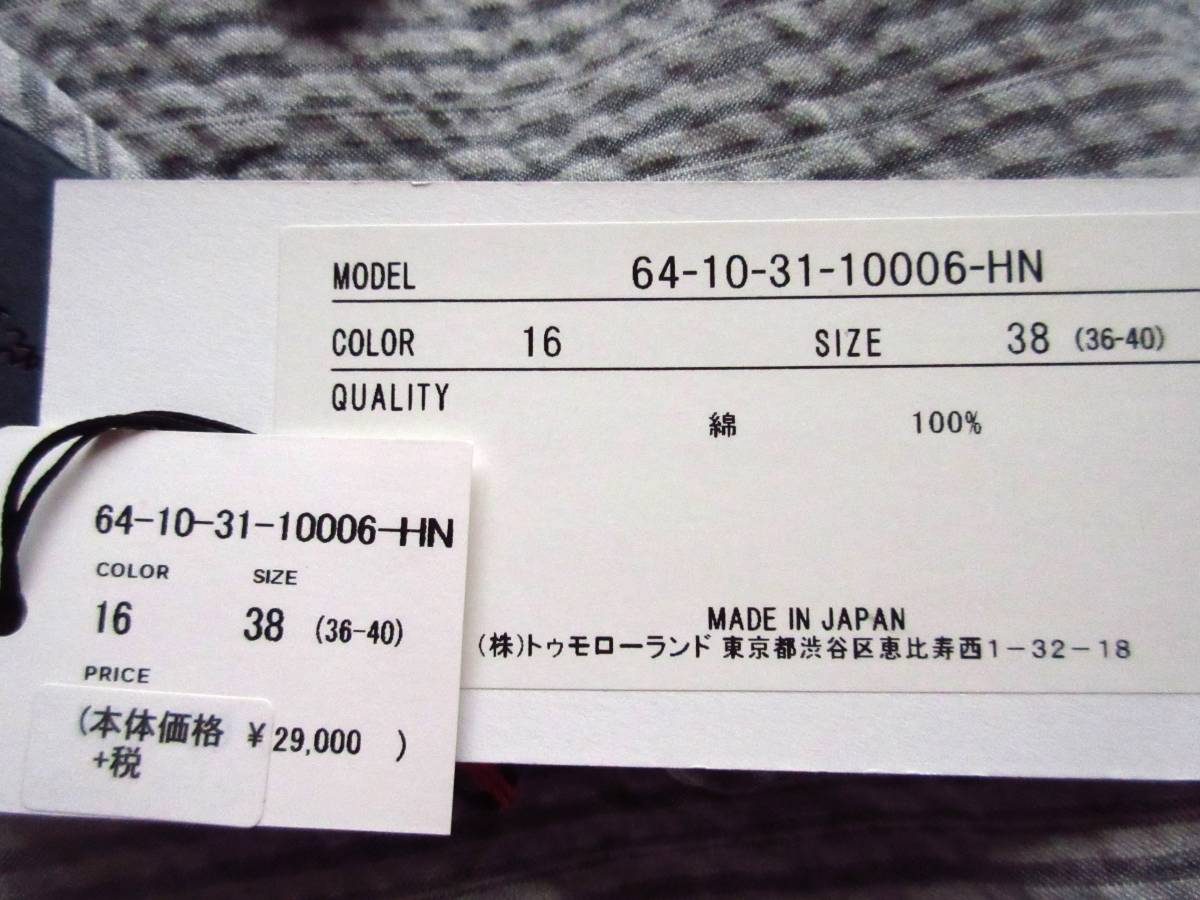 MODEL 64-10-31-10006-HN
COLOR 16 SIZE 38 (36-40)
QUALITY
綿 100%
MADE IN JAPAN
(株)トゥモローランド 東京都渋谷区恵比寿西1-32-18
64-10-31-10006-HN
COLOR SIZE
16 38 (36-40)
PRICE
(本体価格 ¥29,000 )
+税